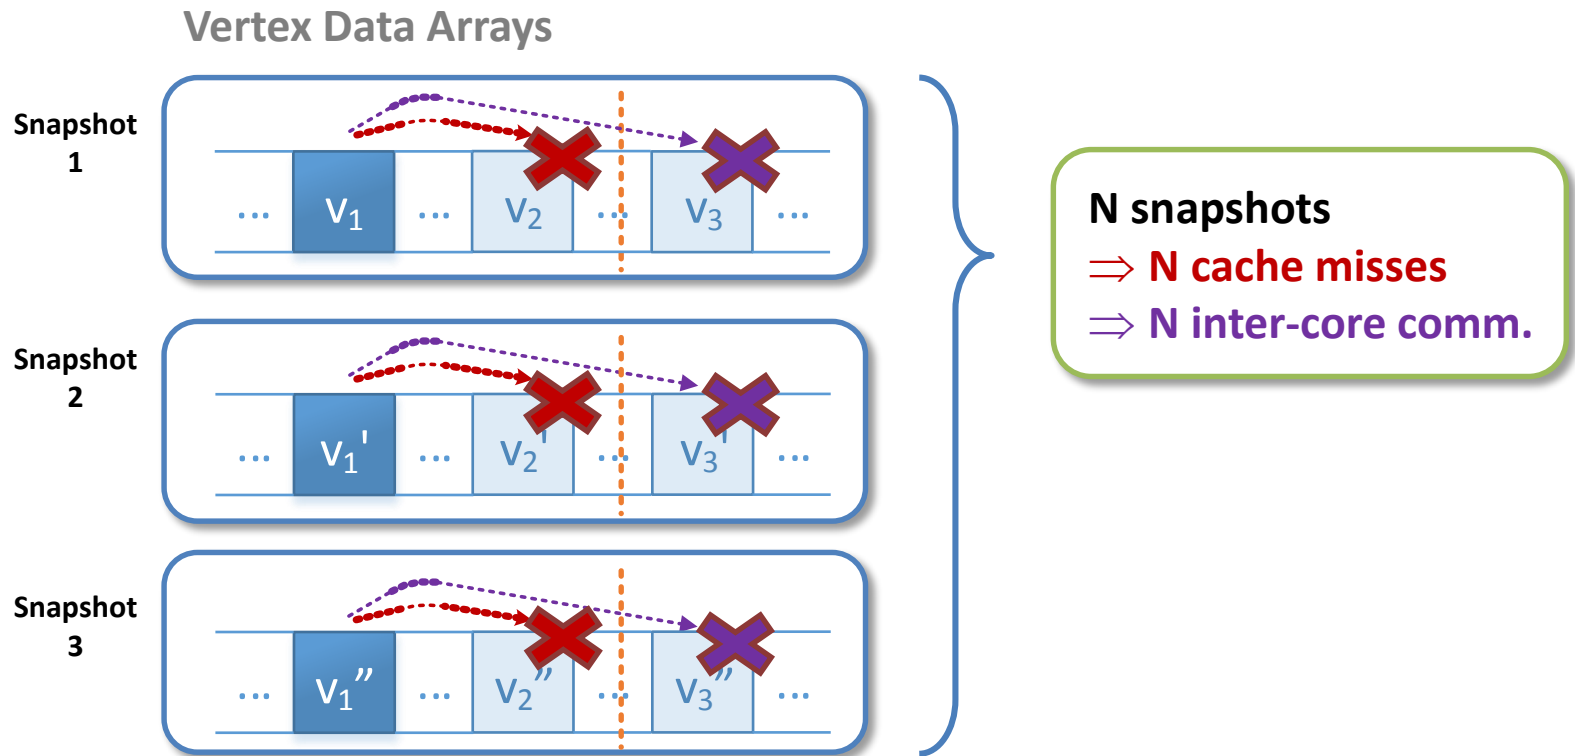 Vertex Data Arrays
Snapshot
1
... v₁ ... v₂ ... v₃ ...
N snapshots
⇒ N cache misses
⇒ N inter-core comm.
Snapshot
2
... v₁' ... v₂' ... v₃' ...
Snapshot
3
... v₁” ... v₂” ... v₃” ...